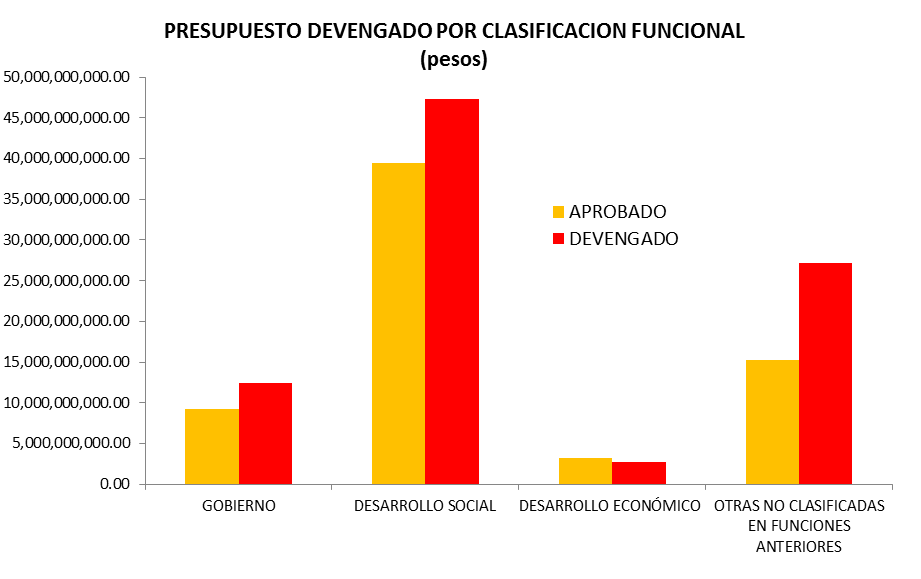 PRESUPUESTO DEVENGADO POR CLASIFICACION FUNCIONAL
(pesos)
50,000,000,000.00
45,000,000,000.00
40,000,000,000.00
35,000,000,000.00
30,000,000,000.00
25,000,000,000.00
20,000,000,000.00
15,000,000,000.00
10,000,000,000.00
5,000,000,000.00
0.00
APROBADO
DEVENGADO
GOBIERNO
DESARROLLO SOCIAL
DESARROLLO ECONÓMICO
OTRAS NO CLASIFICADAS
EN FUNCIONES
ANTERIORES